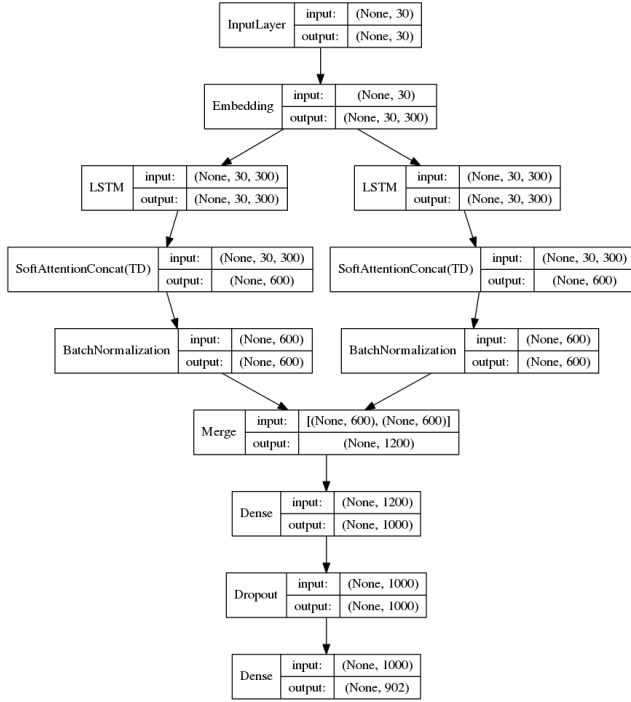 InputLayer input: (None, 30)
output: (None, 30)
Embedding input: (None, 30)
output: (None, 30, 300)
LSTM input: (None, 30, 300)
output: (None, 30, 300)
LSTM input: (None, 30, 300)
output: (None, 30, 300)
SoftAttentionConcat(TD) input: (None, 30, 300)
output: (None, 600)
SoftAttentionConcat(TD) input: (None, 30, 300)
output: (None, 600)
BatchNormalization input: (None, 600)
output: (None, 600)
BatchNormalization input: (None, 600)
output: (None, 600)
Merge input: [(None, 600), (None, 600)]
output: (None, 1200)
Dense input: (None, 1200)
output: (None, 1000)
Dropout input: (None, 1000)
output: (None, 1000)
Dense input: (None, 1000)
output: (None, 902)